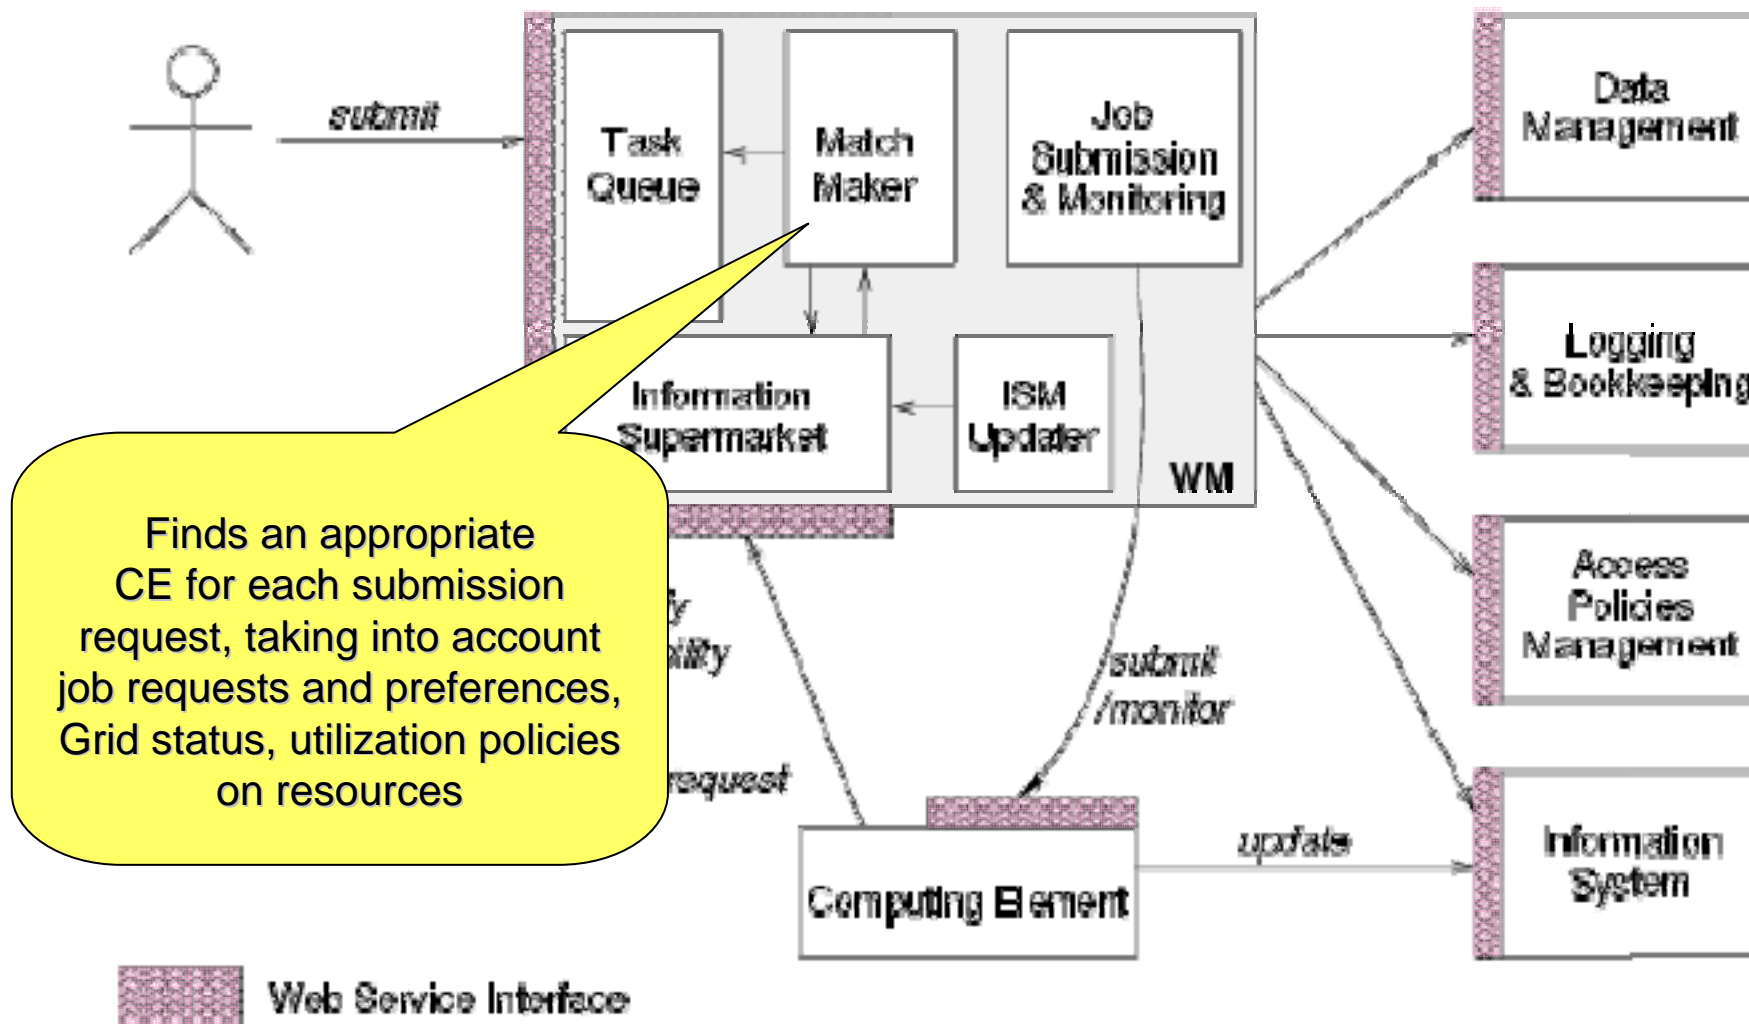 submit
Task
Queue
Match
Maker
Job
Submission
& Monitoring
Data
Management
Information
Supermarket
ISM
Updater
WM
Logging
& Bookkeeping
Finds an appropriate
CE for each submission
request, taking into account
job requests and preferences,
Grid status, utilization policies
on resources
request
submit
/monitor
Access
Policies
Management
Computing Element
update
Information
System
Web Service Interface